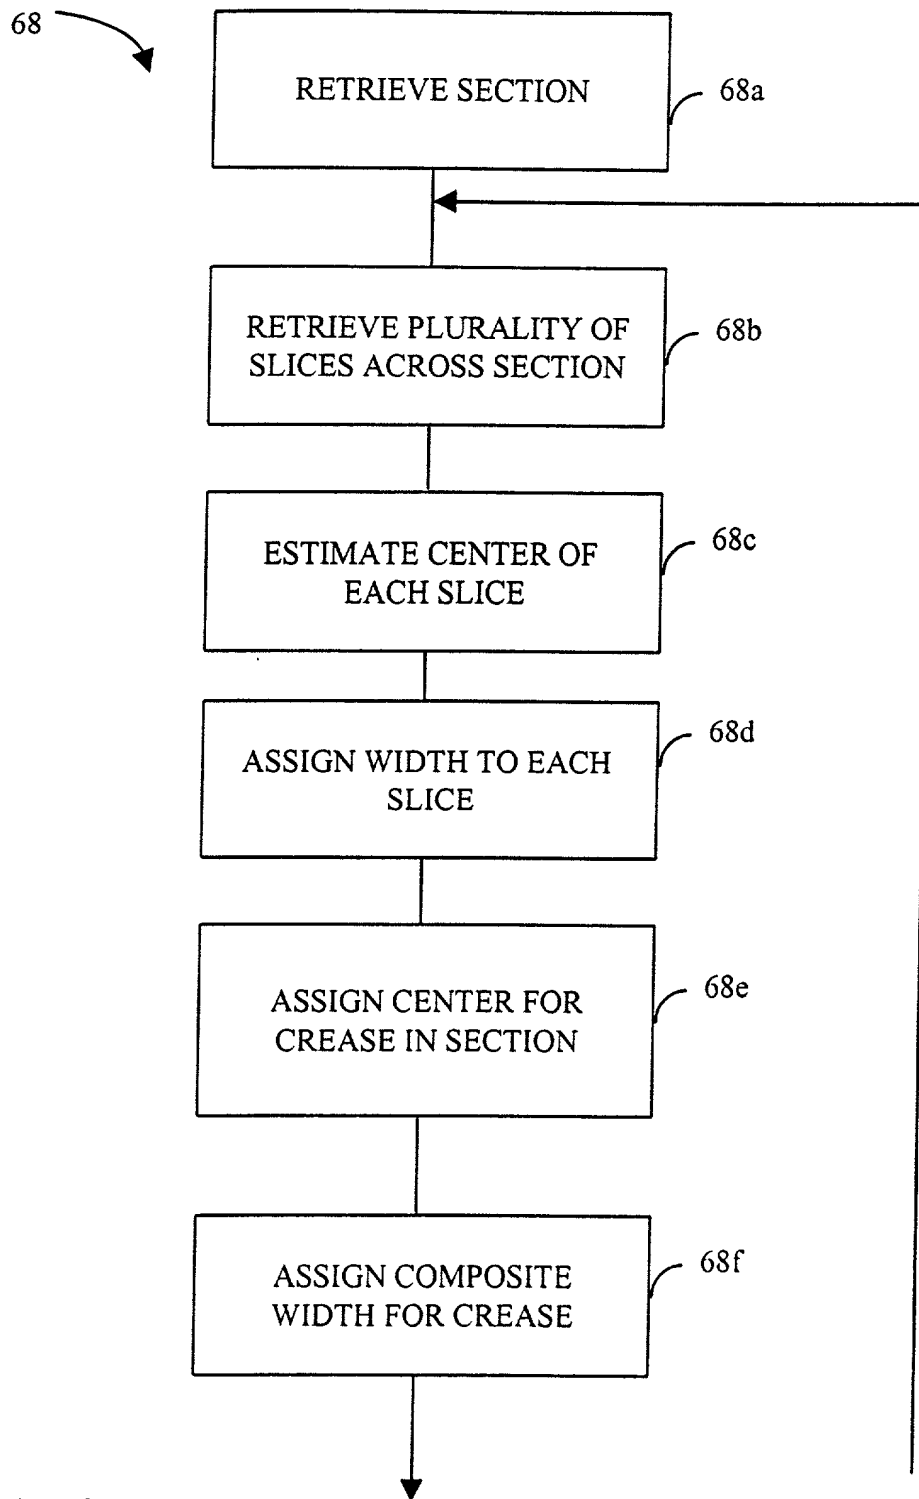 68
RETRIEVE SECTION
68a
RETRIEVE PLURALITY OF
SLICES ACROSS SECTION
68b
ESTIMATE CENTER OF
EACH SLICE
68c
ASSIGN WIDTH TO EACH
SLICE
68d
ASSIGN CENTER FOR
CREASE IN SECTION
68e
ASSIGN COMPOSITE
WIDTH FOR CREASE
68f